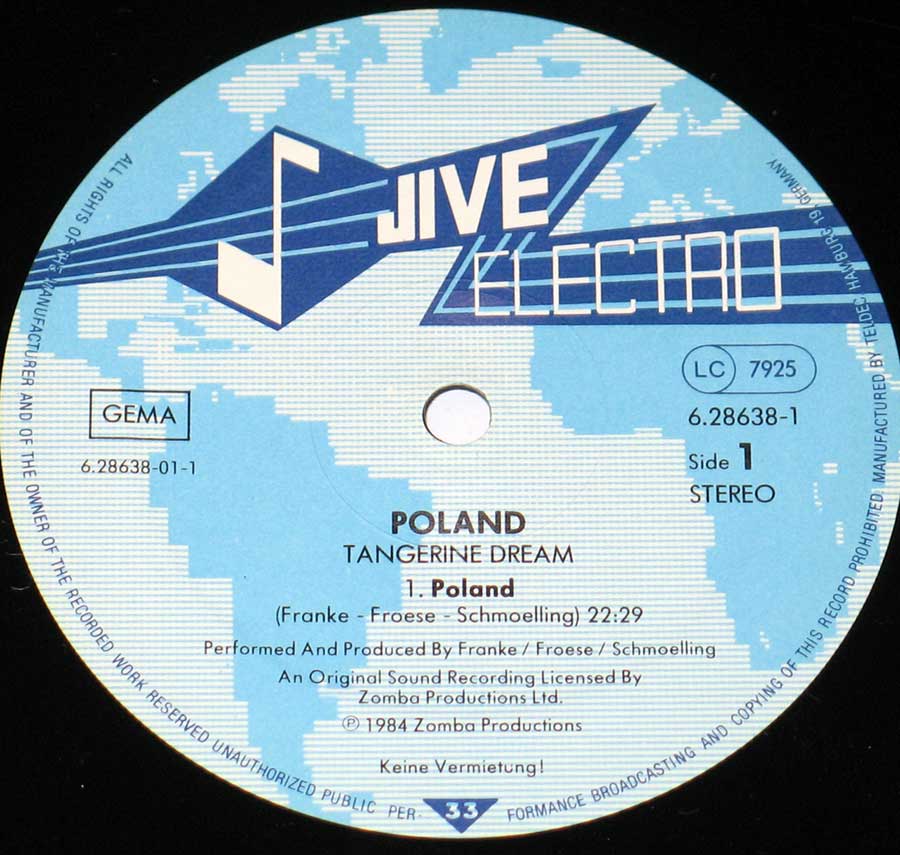 JIVE
ELECTRO
LC 7925
GEMA
6.28638-1
6.28638-01-1
Side 1
STEREO
POLAND
TANGERINE DREAM
1. Poland
(Franke - Froese - Schmoelling) 22:29
Performed And Produced By Franke / Froese / Schmoelling
An Original Sound Recording Licensed By
Zomba Productions Ltd.
℗ 1984 Zomba Productions
Keine Vermietung!
33
ALL RIGHTS OF THE MANUFACTURER AND OF THE OWNER OF THE RECORDED WORK RESERVED UNAUTHORIZED PUBLIC PER- FORMANCE BROADCASTING AND COPYING OF THIS RECORD PROHIBITED MANUFACTURED BY TELDEC HAMBURG 19, GERMANY